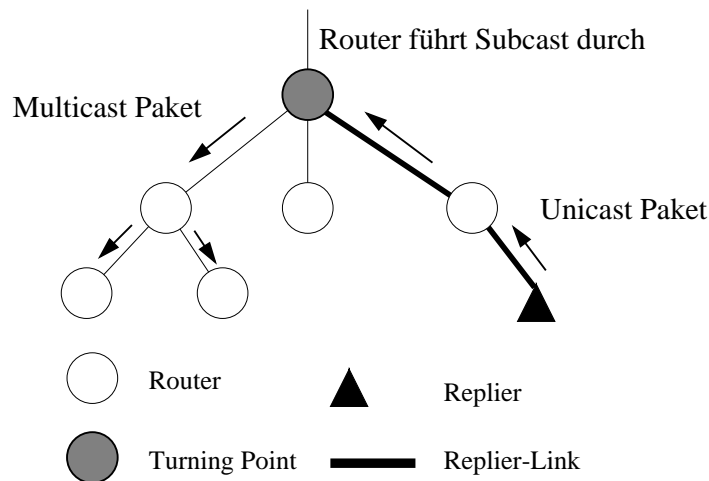 Router führt Subcast durch
Multicast Paket
Unicast Paket
Router
Replier
Turning Point
Replier-Link